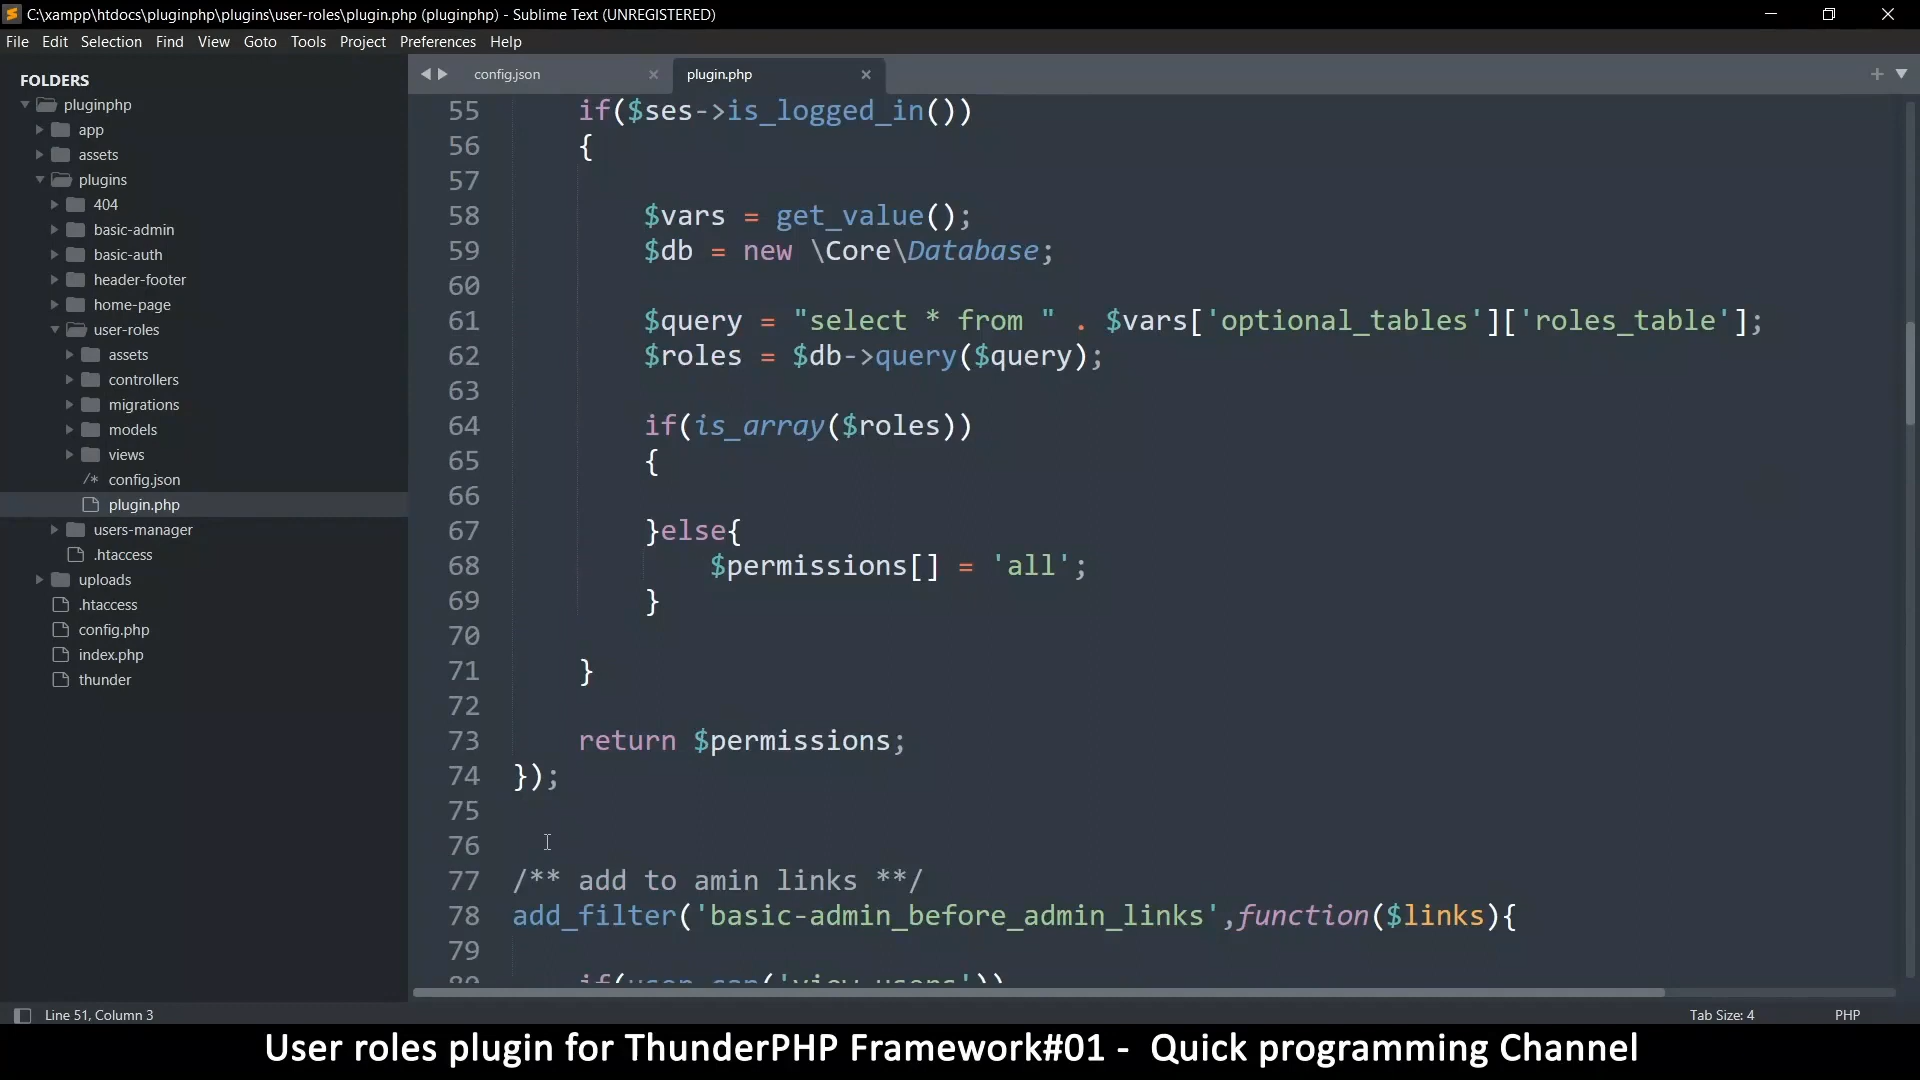 C:\xampp\htdocs\pluginphp\plugins\user-roles\plugin.php (pluginphp) - Sublime Text (UNREGISTERED)
File Edit Selection Find View Goto Tools Project Preferences Help
FOLDERS
pluginphp
app
assets
plugins
404
basic-admin
basic-auth
header-footer
home-page
user-roles
assets
controllers
migrations
models
views
/* config.json
plugin.php
users-manager
.htaccess
uploads
.htaccess
config.php
index.php
thunder
config.json
plugin.php
55 if($ses->is_logged_in())
56 {
57
58 $vars = get_value();
59 $db = new \Core\Database;
60
61 $query = "select * from " . $vars['optional_tables']['roles_table'];
62 $roles = $db->query($query);
63
64 if(is_array($roles))
65 {
66
67 }else{
68 $permissions[] = 'all';
69 }
70
71 }
72
73 return $permissions;
74 });
75
76
77 /** add to amin links **/
78 add_filter('basic-admin_before_admin_links',function($links){
79
80 if(user_can('view_users'))
Line 51, Column 3
Tab Size: 4
PHP
User roles plugin for ThunderPHP Framework#01 - Quick programming Channel